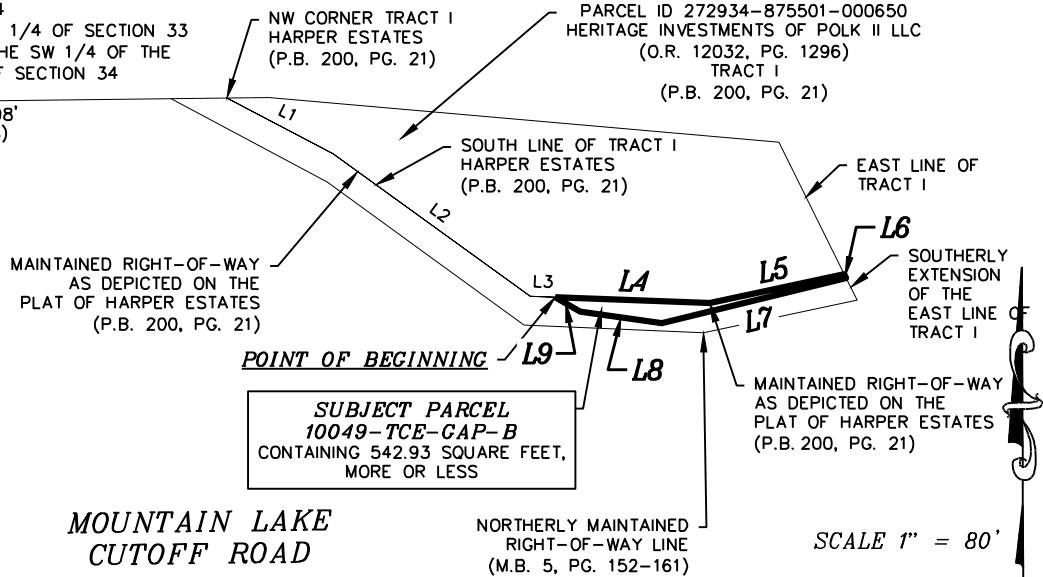 1/4 OF SECTION 33
HE SW 1/4 OF THE
SECTION 34
NW CORNER TRACT I
HARPER ESTATES
(P.B. 200, PG. 21)
PARCEL ID 272934-875501-000650
HERITAGE INVESTMENTS OF POLK II LLC
(O.R. 12032, PG. 1296)
TRACT I
(P.B. 200, PG. 21)
L1
SOUTH LINE OF TRACT I
HARPER ESTATES
(P.B. 200, PG. 21)
EAST LINE OF
TRACT I
L2
L6
MAINTAINED RIGHT-OF-WAY
AS DEPICTED ON THE
PLAT OF HARPER ESTATES
(P.B. 200, PG. 21)
SOUTHERLY
EXTENSION
OF THE
EAST LINE OF
TRACT I
L3
L4
L5
L7
POINT OF BEGINNING
L9
L8
SUBJECT PARCEL
10049-TCE-GAP-B
CONTAINING 542.93 SQUARE FEET,
MORE OR LESS
MAINTAINED RIGHT-OF-WAY
AS DEPICTED ON THE
PLAT OF HARPER ESTATES
(P.B. 200, PG. 21)
MOUNTAIN LAKE
CUTOFF ROAD
NORTHERLY MAINTAINED
RIGHT-OF-WAY LINE
(M.B. 5, PG. 152-161)
SCALE 1" = 80'